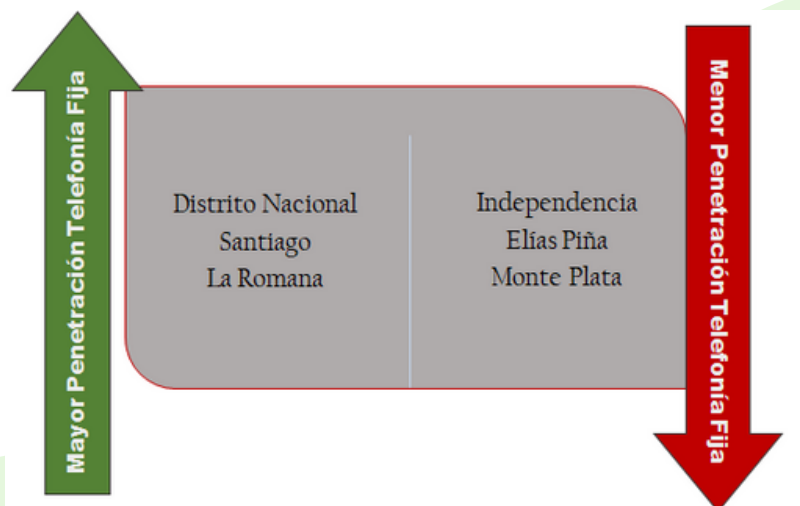 Mayor Penetración Telefonía Fija
Distrito Nacional
Santiago
La Romana
Independencia
Elías Piña
Monte Plata
Menor Penetración Telefonía Fija